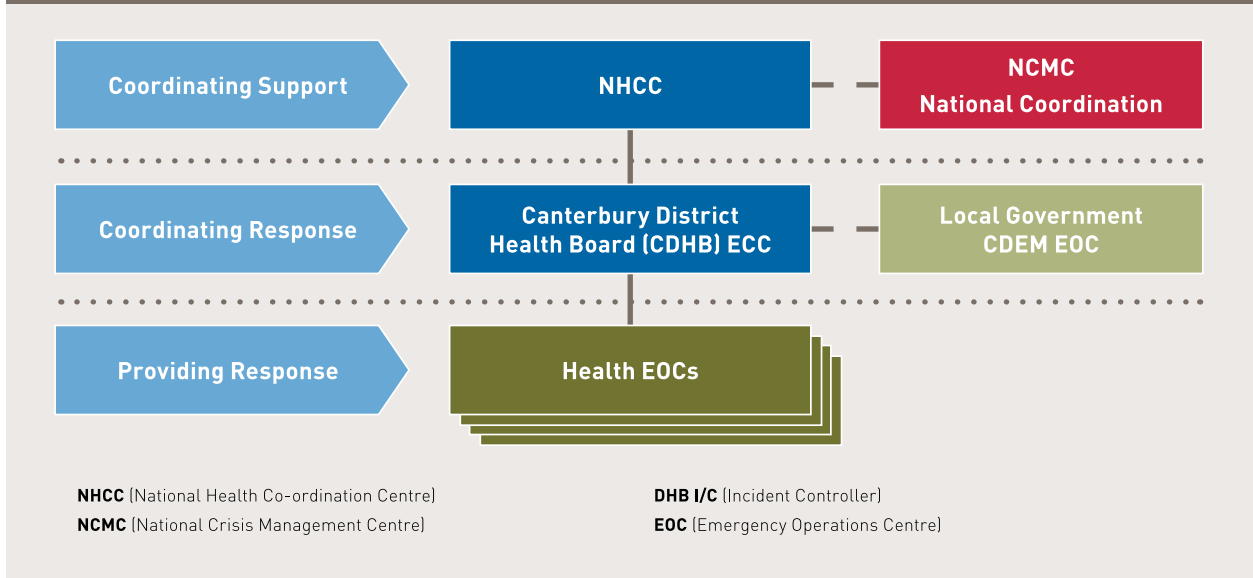 Coordinating Support
NHCC
NCMC
National Coordination
Coordinating Response
Canterbury District
Health Board (CDHB) ECC
Local Government
CDEM EOC
Providing Response
Health EOCs
NHCC (National Health Co-ordination Centre)
DHB I/C (Incident Controller)
NCMC (National Crisis Management Centre)
EOC (Emergency Operations Centre)